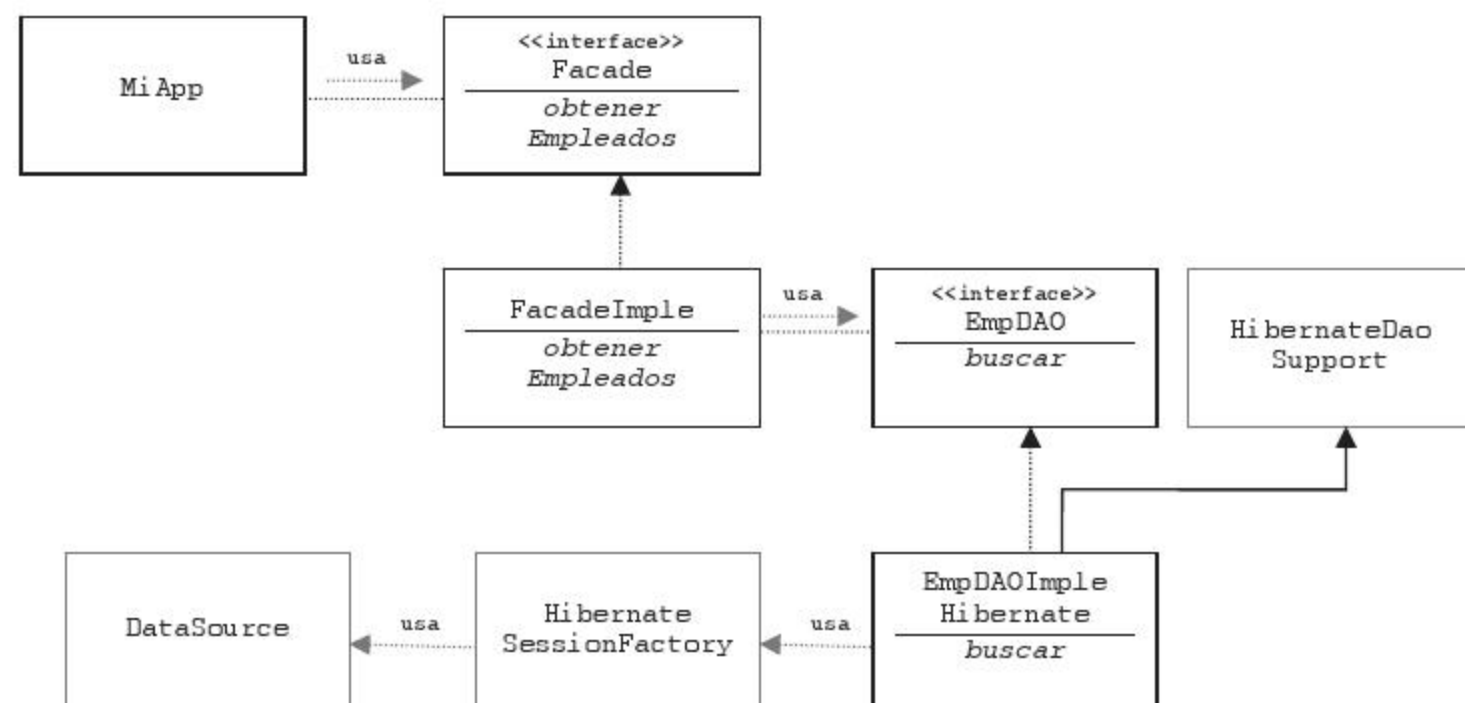 MiApp
usa
<<interface>>
Facade
obtener
Empleados
FacadeImple
obtener
Empleados
usa
<<interface>>
EmpDAO
buscar
HibernateDao
Support
DataSource
usa
Hibernate
SessionFactory
usa
EmpDAOImple
Hibernate
buscar